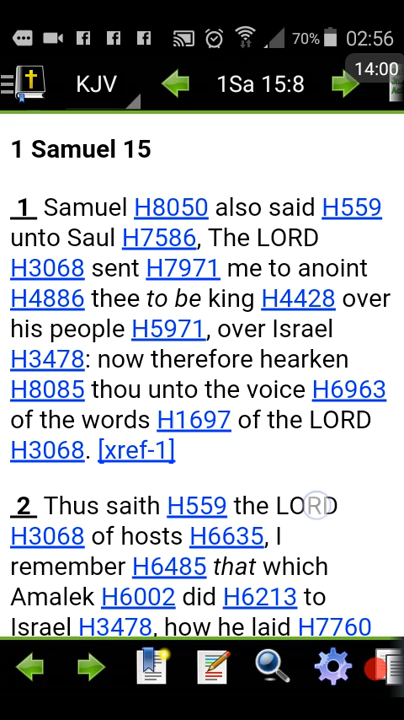 70% 02:56
KJV 1Sa 15:8 14:00
1 Samuel 15
1 Samuel H8050 also said H559
unto Saul H7586, The LORD
H3068 sent H7971 me to anoint
H4886 thee to be king H4428 over
his people H5971, over Israel
H3478: now therefore hearken
H8085 thou unto the voice H6963
of the words H1697 of the LORD
H3068. [xref-1]
2 Thus saith H559 the LORD
H3068 of hosts H6635, I
remember H6485 that which
Amalek H6002 did H6213 to
Israel H3478, how he laid H7760